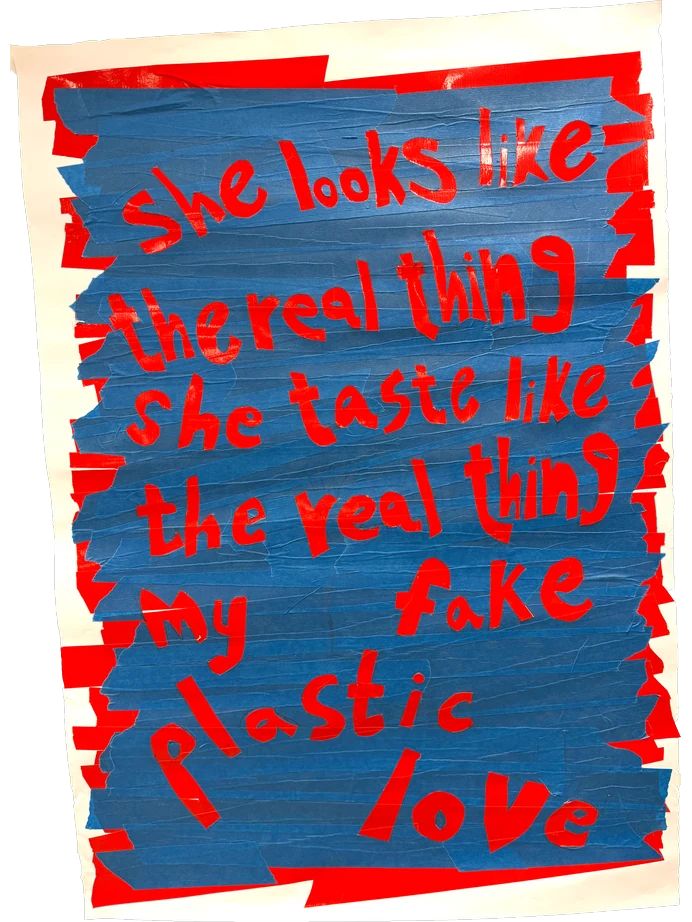 she looks like
the real thing
she taste like
the real thing
my fake
plastic
love